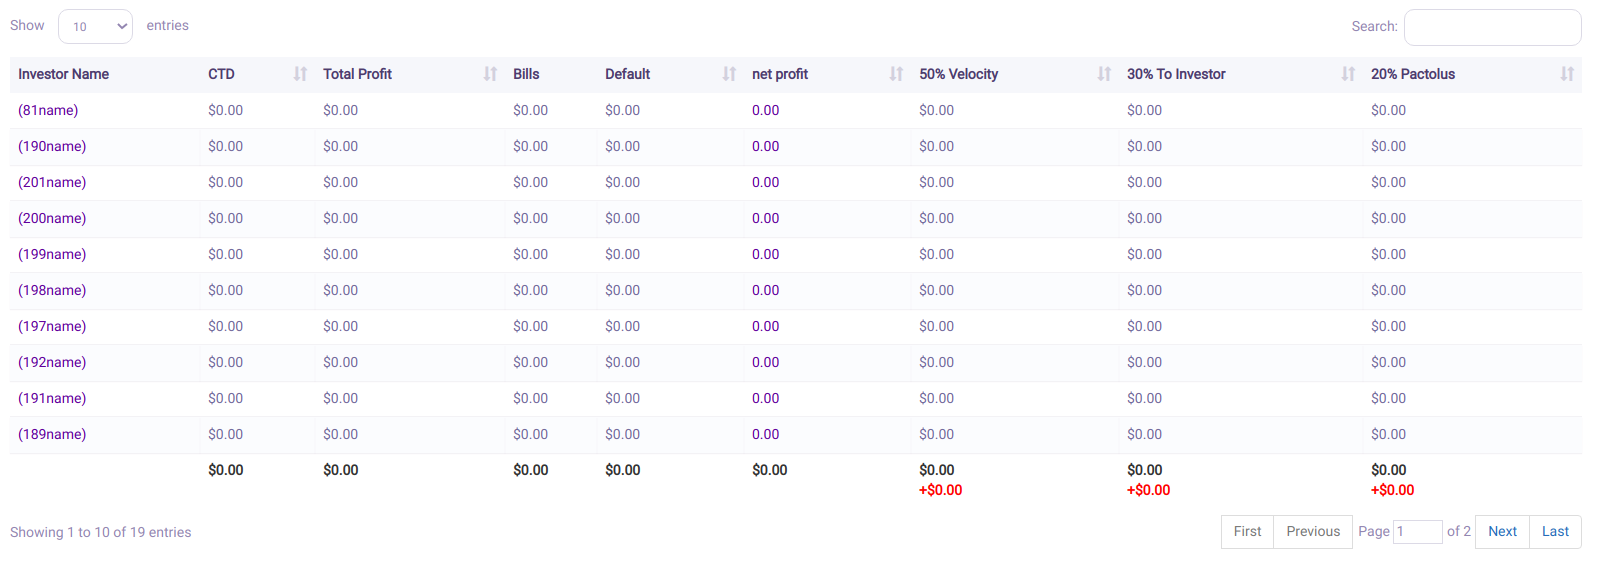 Show 10 entries Search:
Investor Name CTD Total Profit Bills Default net profit 50% Velocity 30% To Investor 20% Pactolus
(81name) $0.00 $0.00 $0.00 $0.00 0.00 $0.00 $0.00 $0.00
(190name) $0.00 $0.00 $0.00 $0.00 0.00 $0.00 $0.00 $0.00
(201name) $0.00 $0.00 $0.00 $0.00 0.00 $0.00 $0.00 $0.00
(200name) $0.00 $0.00 $0.00 $0.00 0.00 $0.00 $0.00 $0.00
(199name) $0.00 $0.00 $0.00 $0.00 0.00 $0.00 $0.00 $0.00
(198name) $0.00 $0.00 $0.00 $0.00 0.00 $0.00 $0.00 $0.00
(197name) $0.00 $0.00 $0.00 $0.00 0.00 $0.00 $0.00 $0.00
(192name) $0.00 $0.00 $0.00 $0.00 0.00 $0.00 $0.00 $0.00
(191name) $0.00 $0.00 $0.00 $0.00 0.00 $0.00 $0.00 $0.00
(189name) $0.00 $0.00 $0.00 $0.00 0.00 $0.00 $0.00 $0.00
$0.00 $0.00 $0.00 $0.00 $0.00 $0.00 $0.00 $0.00
+$0.00 +$0.00 +$0.00
Showing 1 to 10 of 19 entries First Previous Page 1 of 2 Next Last